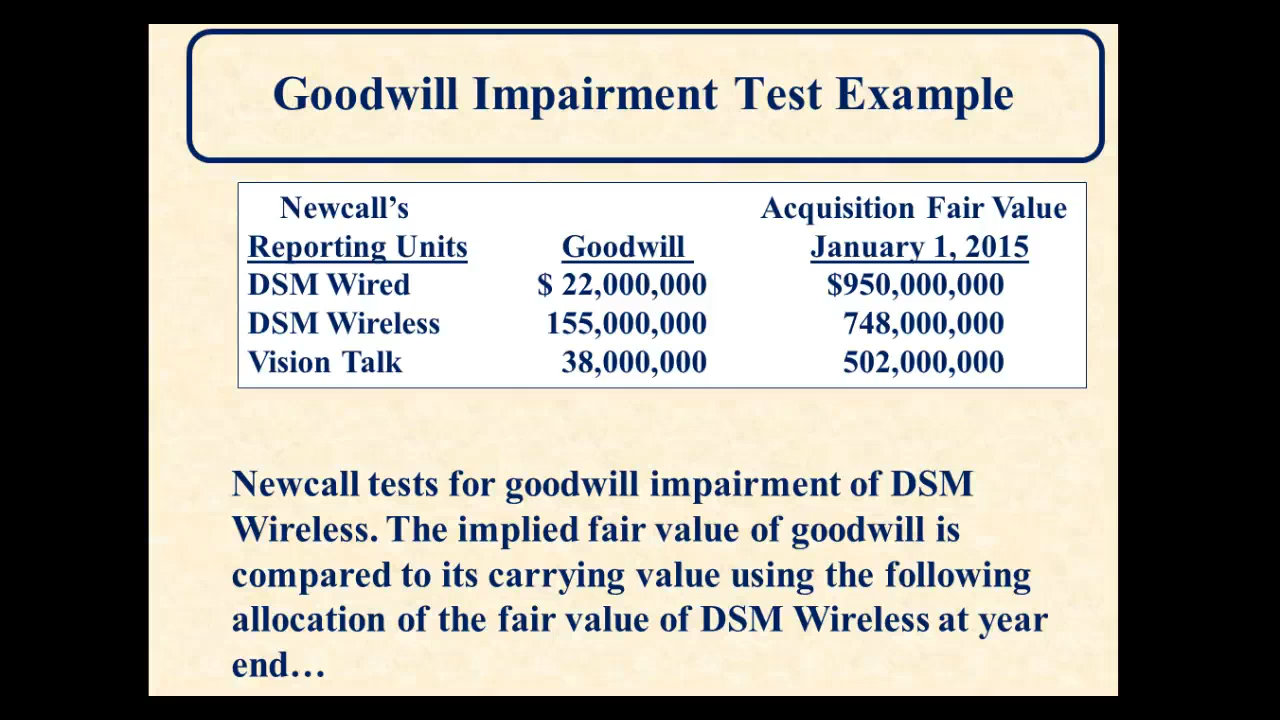 Goodwill Impairment Test Example
Newcall's Acquisition Fair Value
Reporting Units Goodwill January 1, 2015
DSM Wired $ 22,000,000 $950,000,000
DSM Wireless 155,000,000 748,000,000
Vision Talk 38,000,000 502,000,000
Newcall tests for goodwill impairment of DSM
Wireless. The implied fair value of goodwill is
compared to its carrying value using the following
allocation of the fair value of DSM Wireless at year
end…